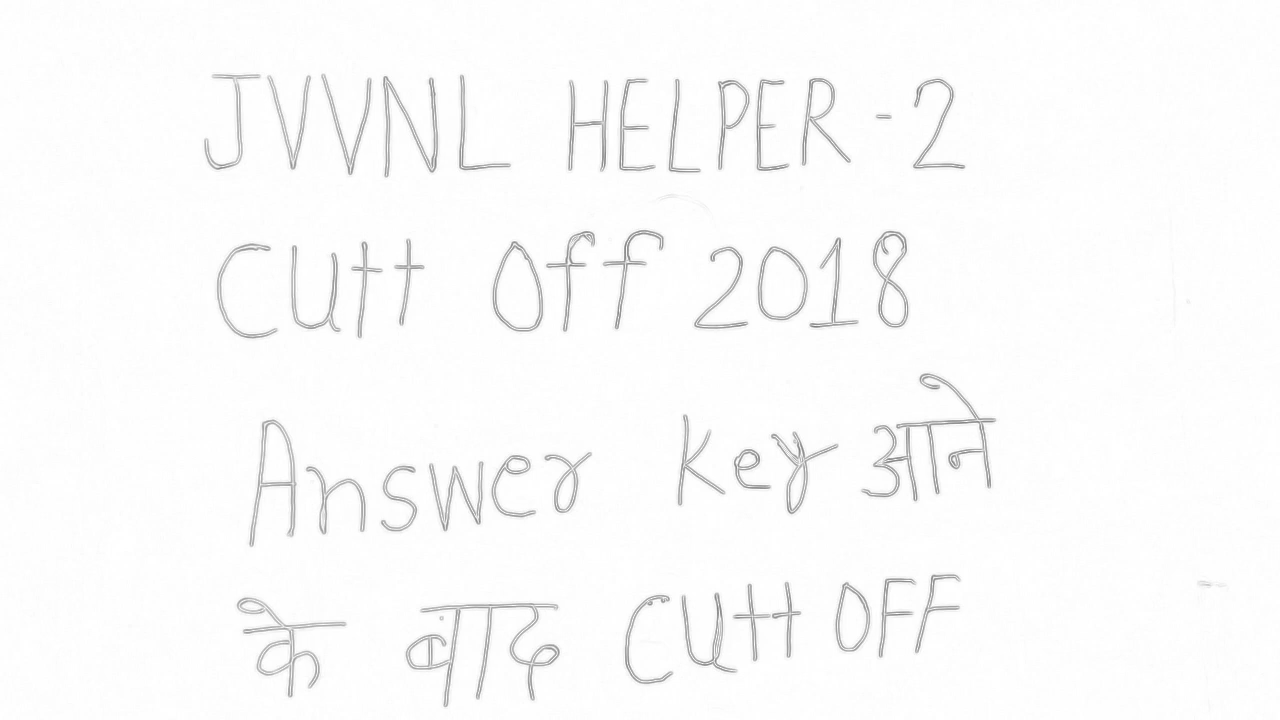 JVVNL HELPER-2
Cutt Off 2018
Answer Key आने
के बाद Cutt OFF